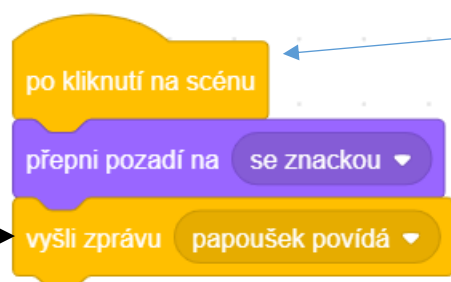 po kliknutí na scénu
přepni pozadí na se znackou
vyšli zprávu papoušek povídá